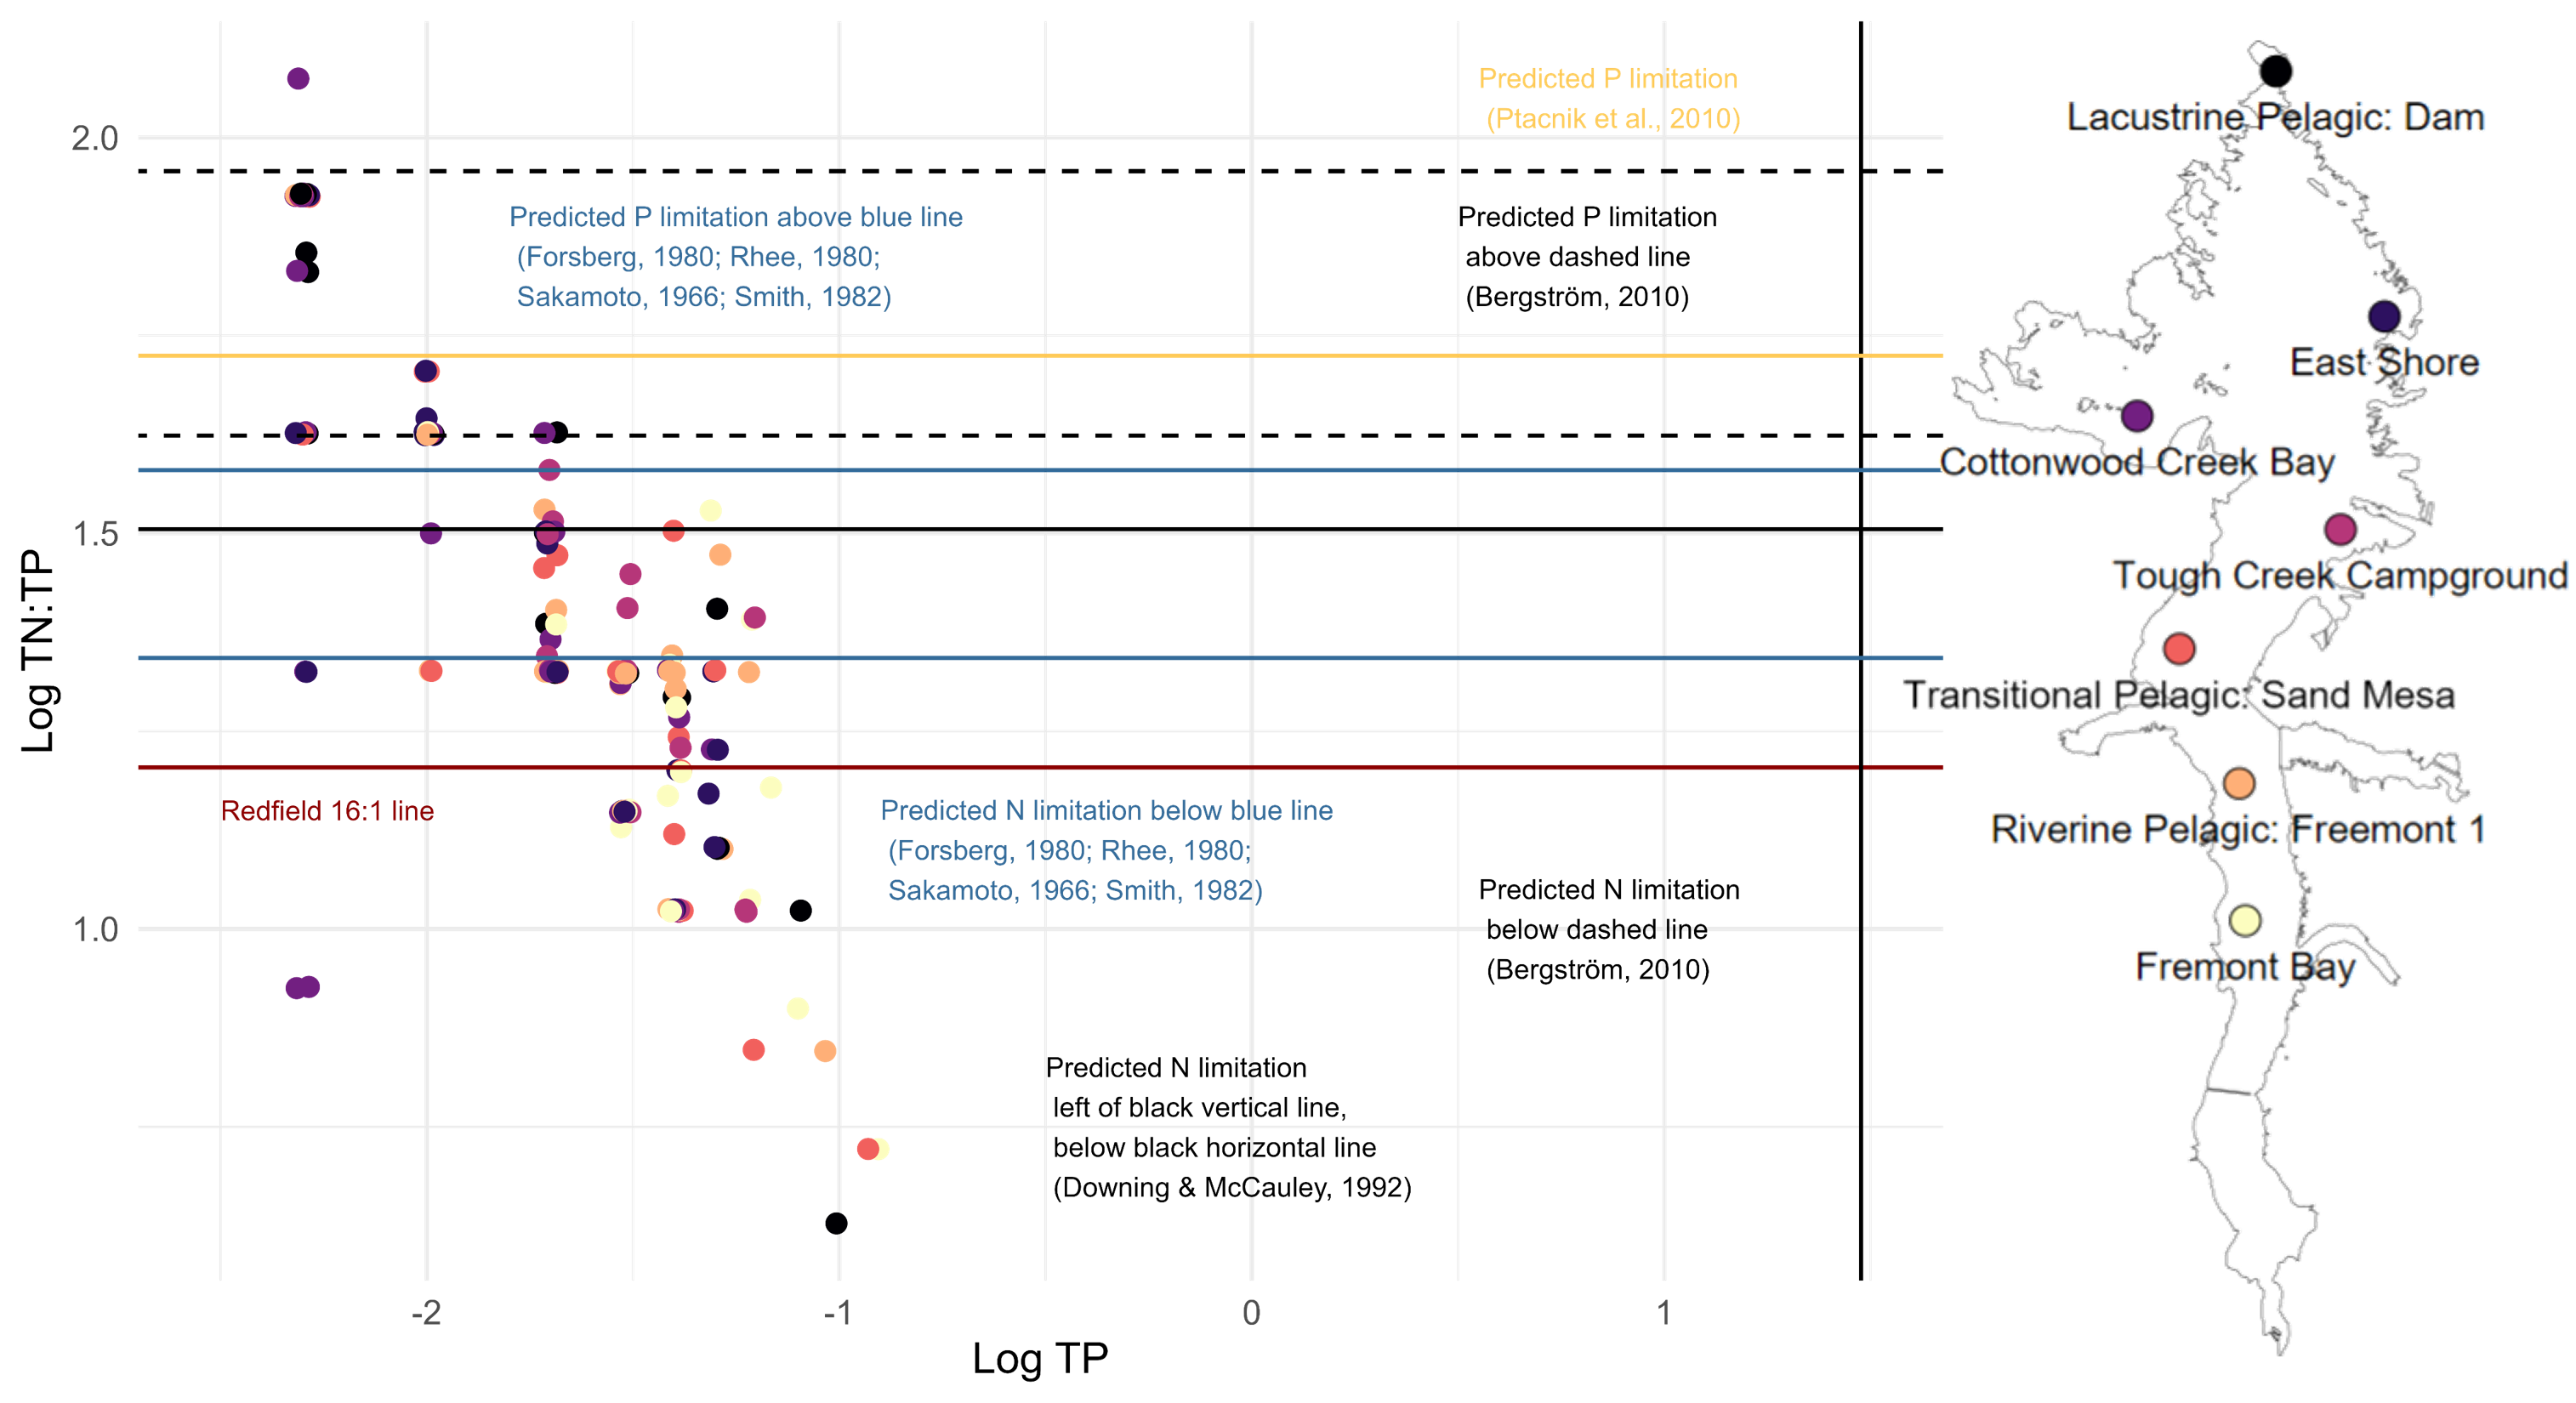 Predicted P limitation
(Ptacnik et al., 2010)
Predicted P limitation above blue line
(Forsberg, 1980; Rhee, 1980;
Sakamoto, 1966; Smith, 1982)
Predicted P limitation
above dashed line
(Bergström, 2010)
Redfield 16:1 line
Predicted N limitation below blue line
(Forsberg, 1980; Rhee, 1980;
Sakamoto, 1966; Smith, 1982)
Predicted N limitation
below dashed line
(Bergström, 2010)
Predicted N limitation
left of black vertical line,
below black horizontal line
(Downing & McCauley, 1992)
2.0
1.5
1.0
Log TN:TP
-2
-1
0
1
Log TP
Lacustrine Pelagic: Dam
East Shore
Cottonwood Creek Bay
Tough Creek Campground
Transitional Pelagic: Sand Mesa
Riverine Pelagic: Freemont 1
Fremont Bay